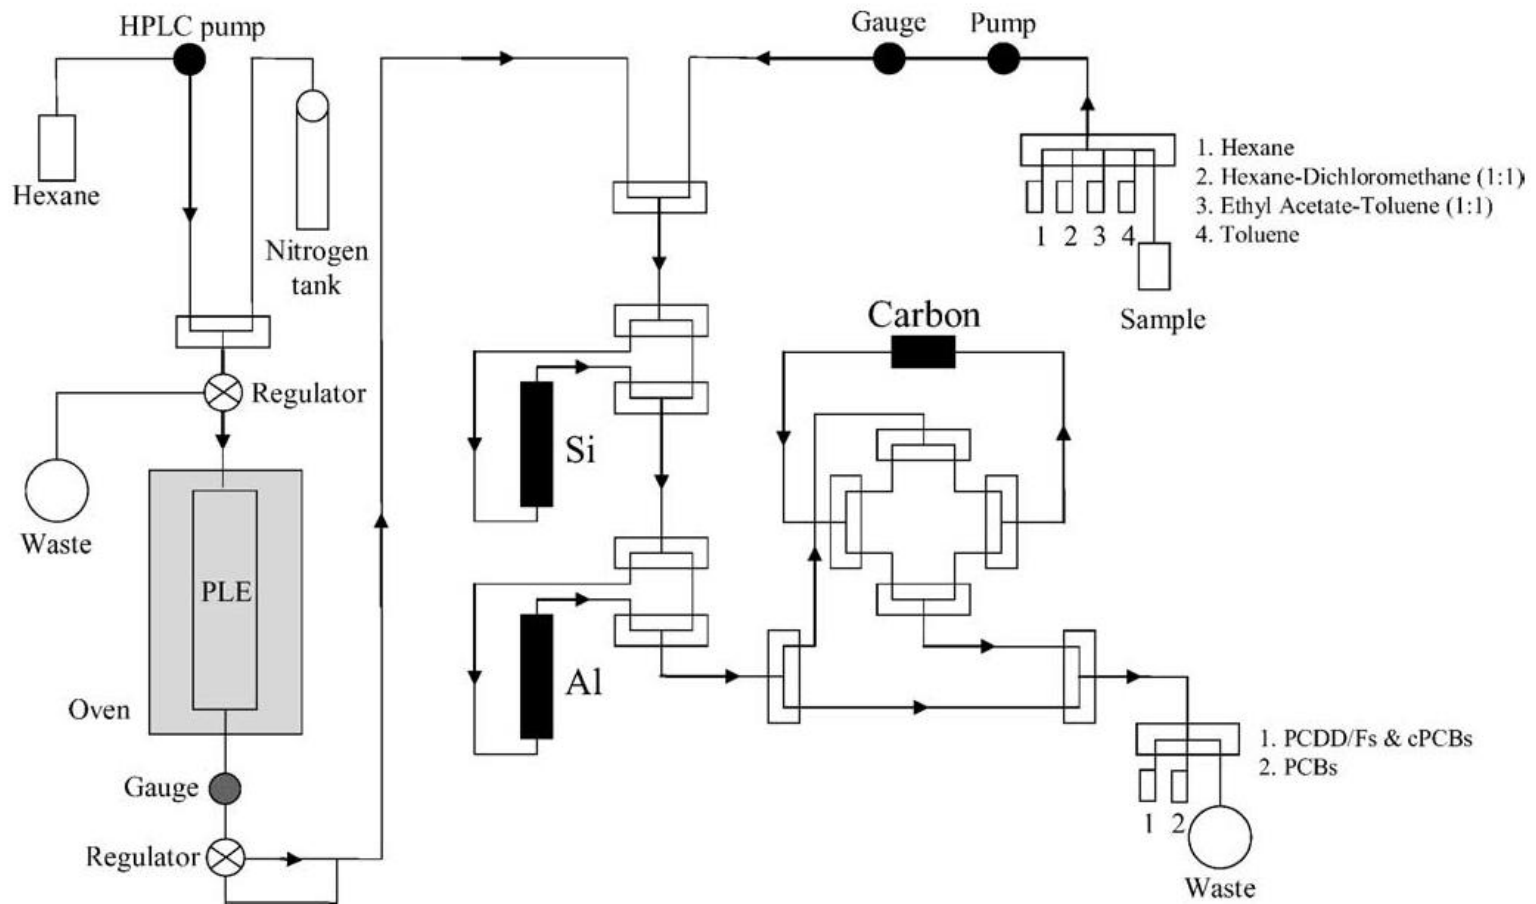 HPLC pump
Gauge
Pump
Hexane
Nitrogen
tank
1. Hexane
2. Hexane-Dichloromethane (1:1)
3. Ethyl Acetate-Toluene (1:1)
4. Toluene
1 2 3 4
Sample
Carbon
Regulator
Si
Waste
PLE
Al
Oven
Gauge
1. PCDD/Fs & cPCBs
2. PCBs
1 2
Regulator
Waste